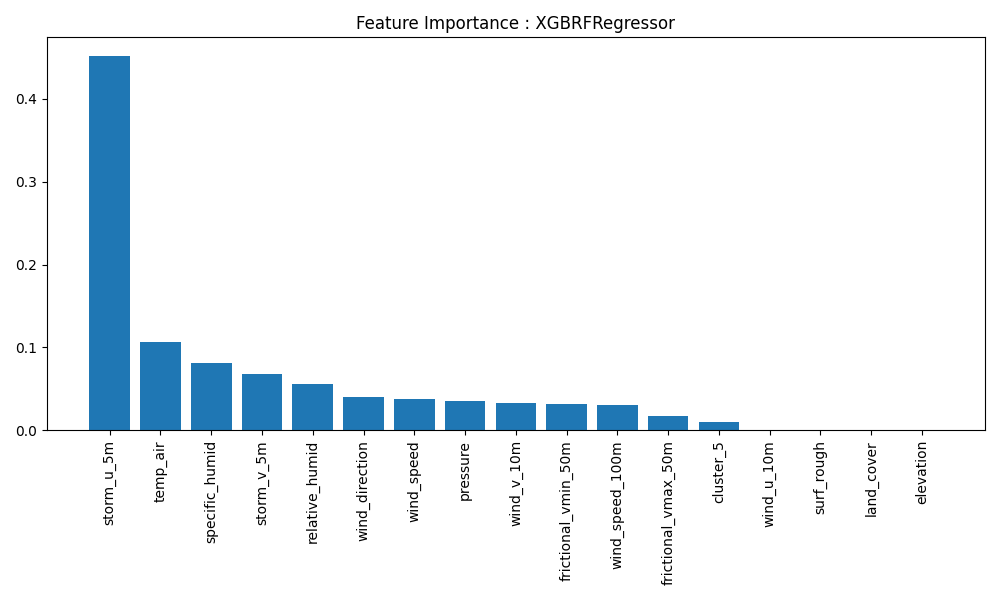 Feature Importance : XGBRFRegressor
0.4
0.3
0.2
0.1
0.0
storm_u_5m
temp_air
specific_humid
storm_v_5m
relative_humid
wind_direction
wind_speed
pressure
wind_v_10m
frictional_vmin_50m
wind_speed_100m
frictional_vmax_50m
cluster_5
wind_u_10m
surf_rough
land_cover
elevation